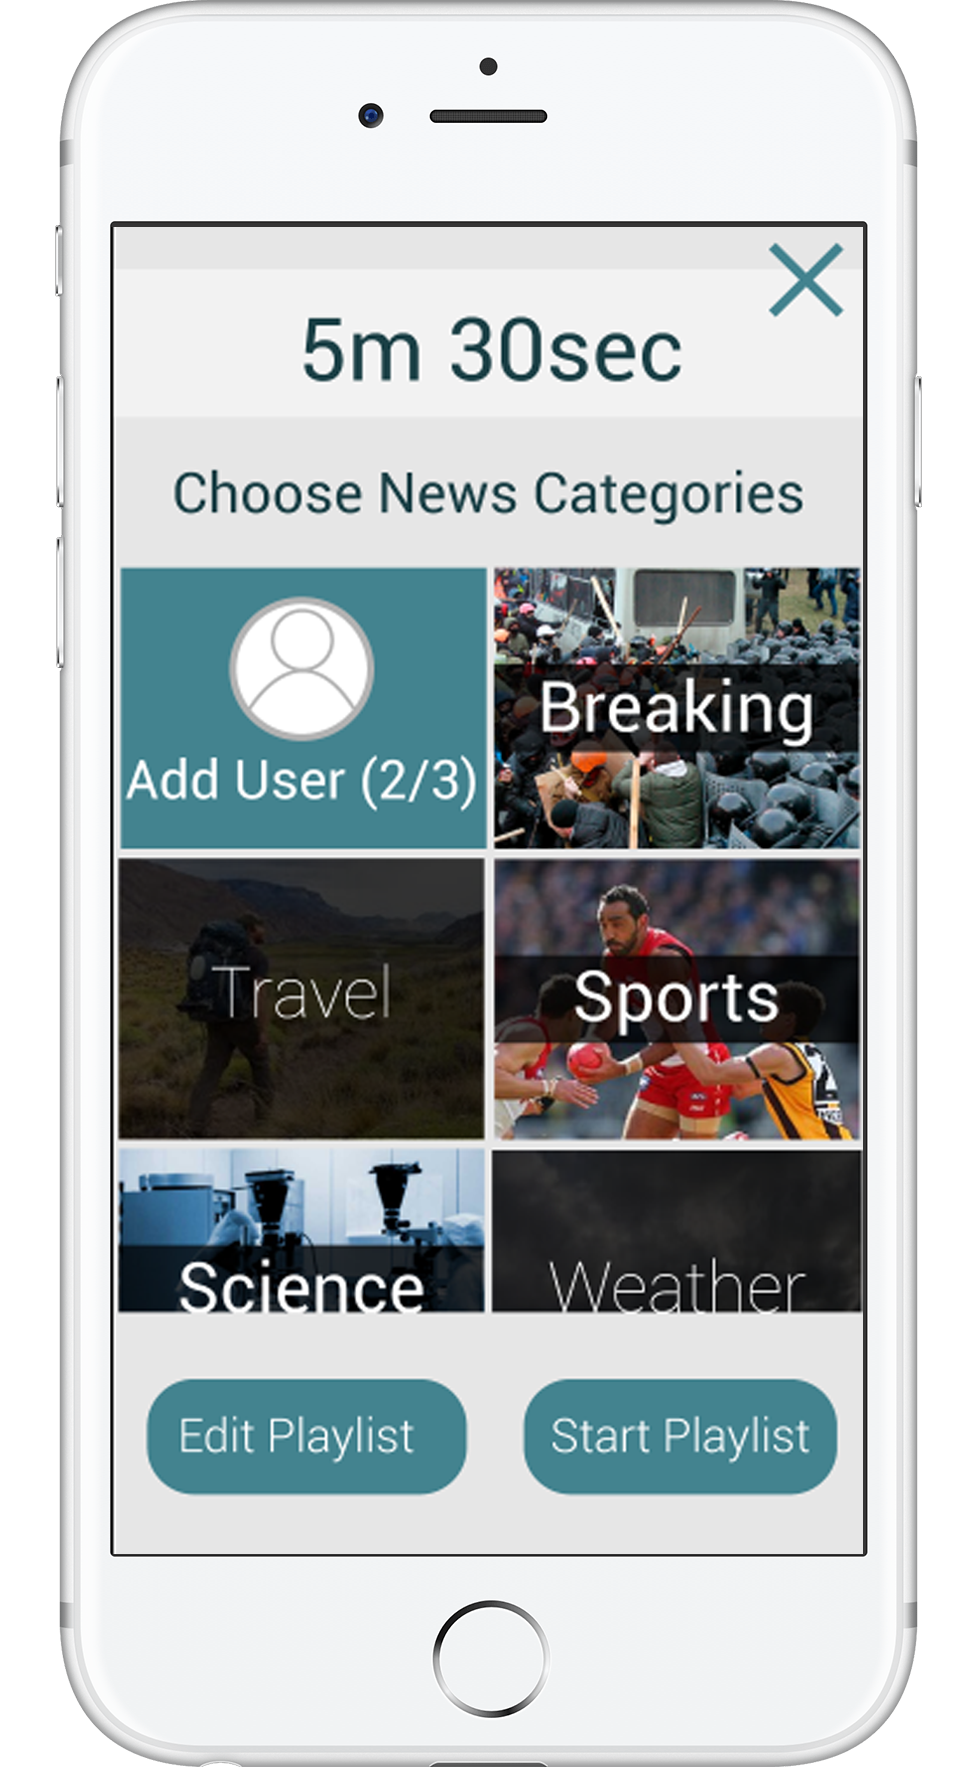 5m 30sec
Choose News Categories
Add User (2/3)
Breaking
Travel
Sports
Science
Weather
Edit Playlist
Start Playlist